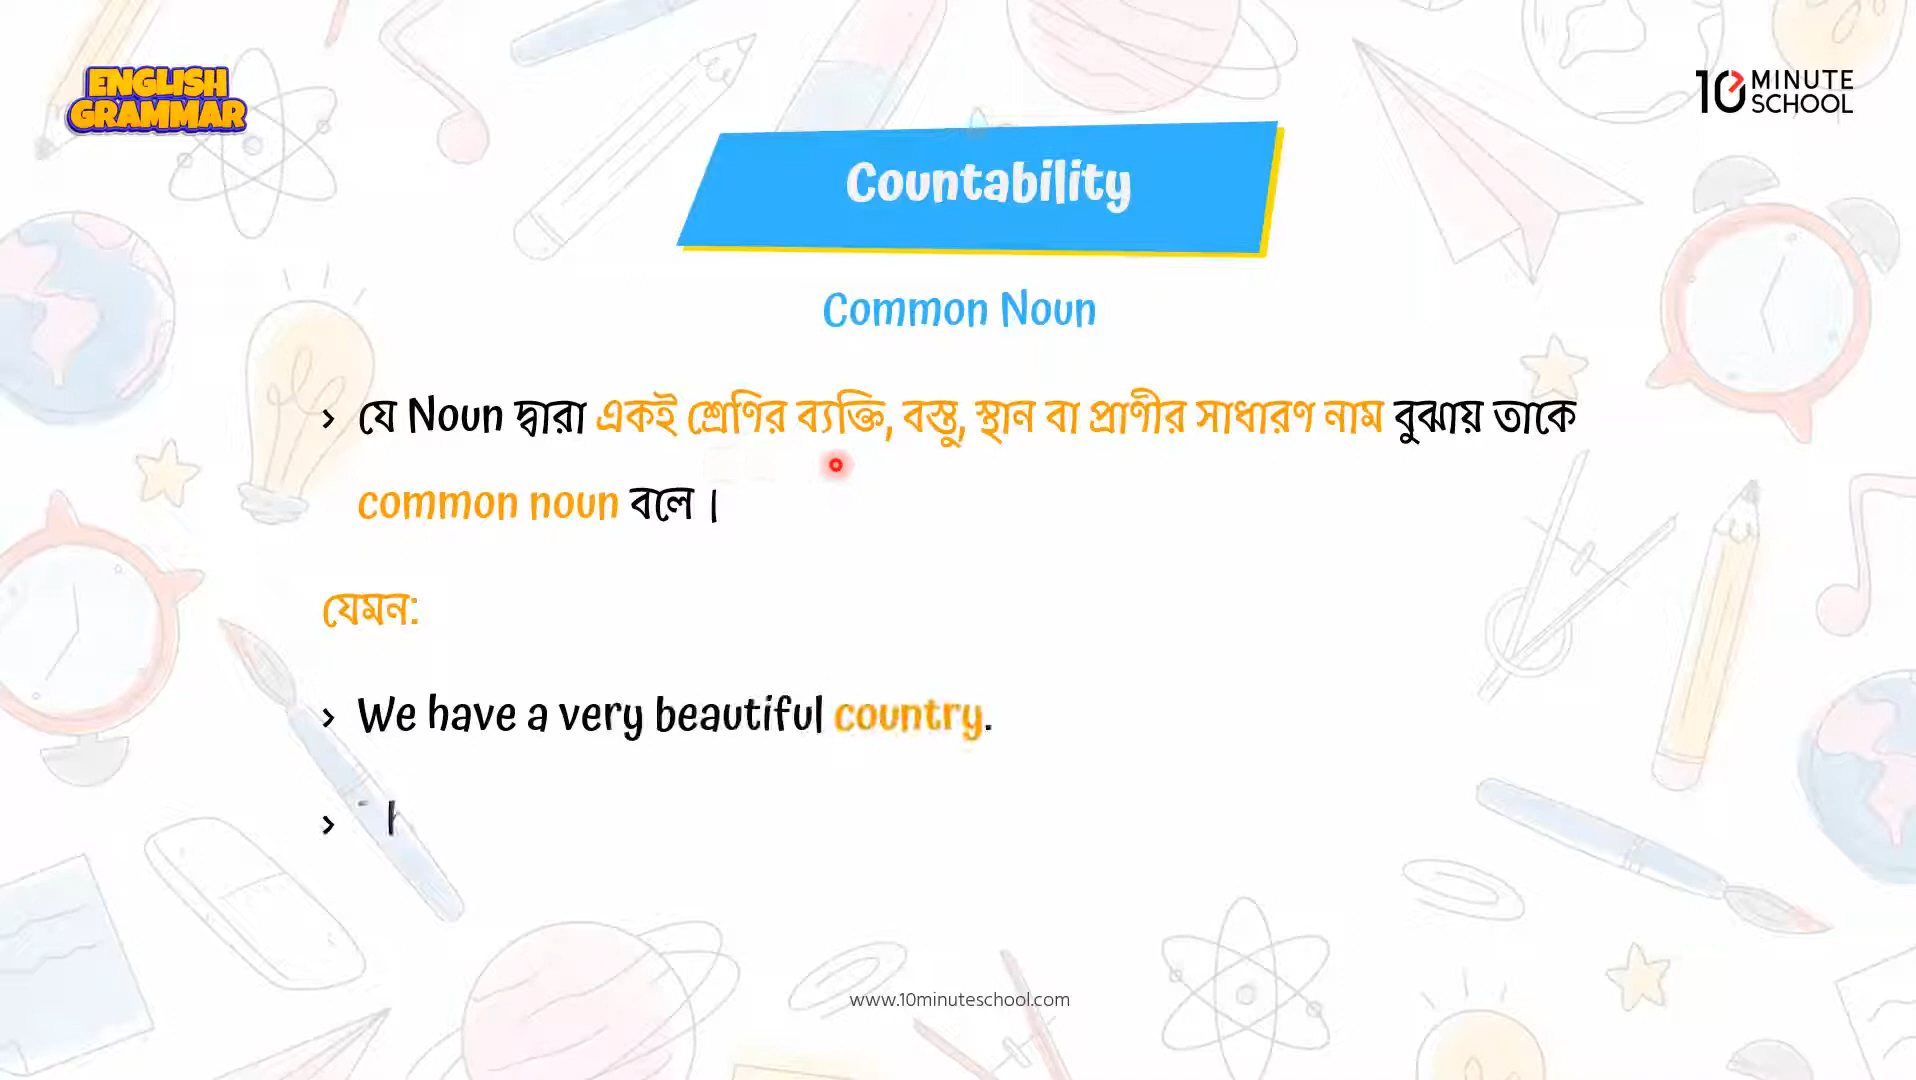 ENGLISH
GRAMMAR
10 MINUTE
SCHOOL
Countability
Common Noun
› যে Noun দ্বারা একই শ্রেণির ব্যক্তি, বস্তু, স্থান বা প্রাণীর সাধারণ নাম বুঝায় তাকে
common noun বলে।
যেমন:
› We have a very beautiful country.
›
www.10minuteschool.com